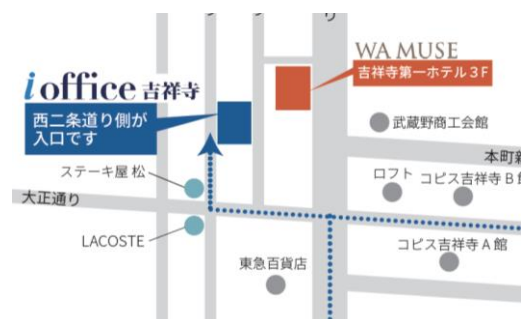 WA MUSE
吉祥寺第一ホテル3F
i office 吉祥寺
西二条道り側が
入口です
武蔵野商工会館
本町新
ステーキ屋 松
ロフト
コピス吉祥寺 B館
大正通り
LACOSTE
コピス吉祥寺 A館
東急百貨店